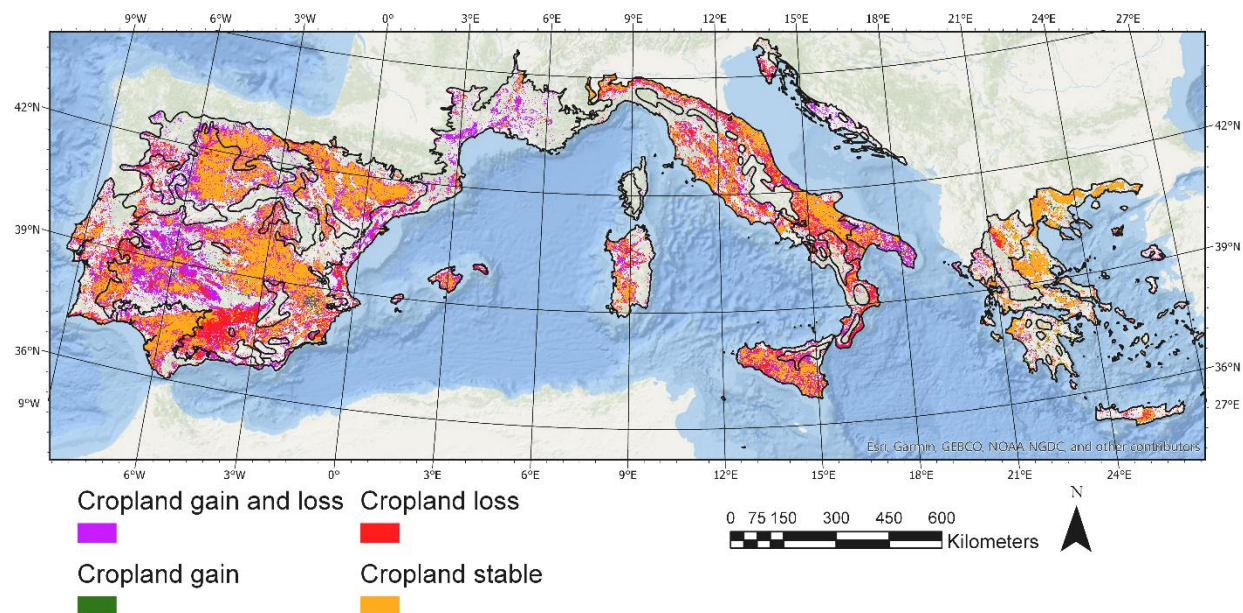 9°W 6°W 3°W 0° 3°E 6°E 9°E 12°E 15°E 18°E 21°E 24°E 27°E
42°N 42°N
39°N 39°N
36°N 36°N
9°W 27°E
Esri, Garmin, GEBCO, NOAA NGDC, and other contributors
6°W 3°W 0° 3°E 6°E 9°E 12°E 15°E 18°E 21°E 24°E
Cropland gain and loss Cropland loss
N
0 75 150 300 450 600
Kilometers
Cropland gain Cropland stable